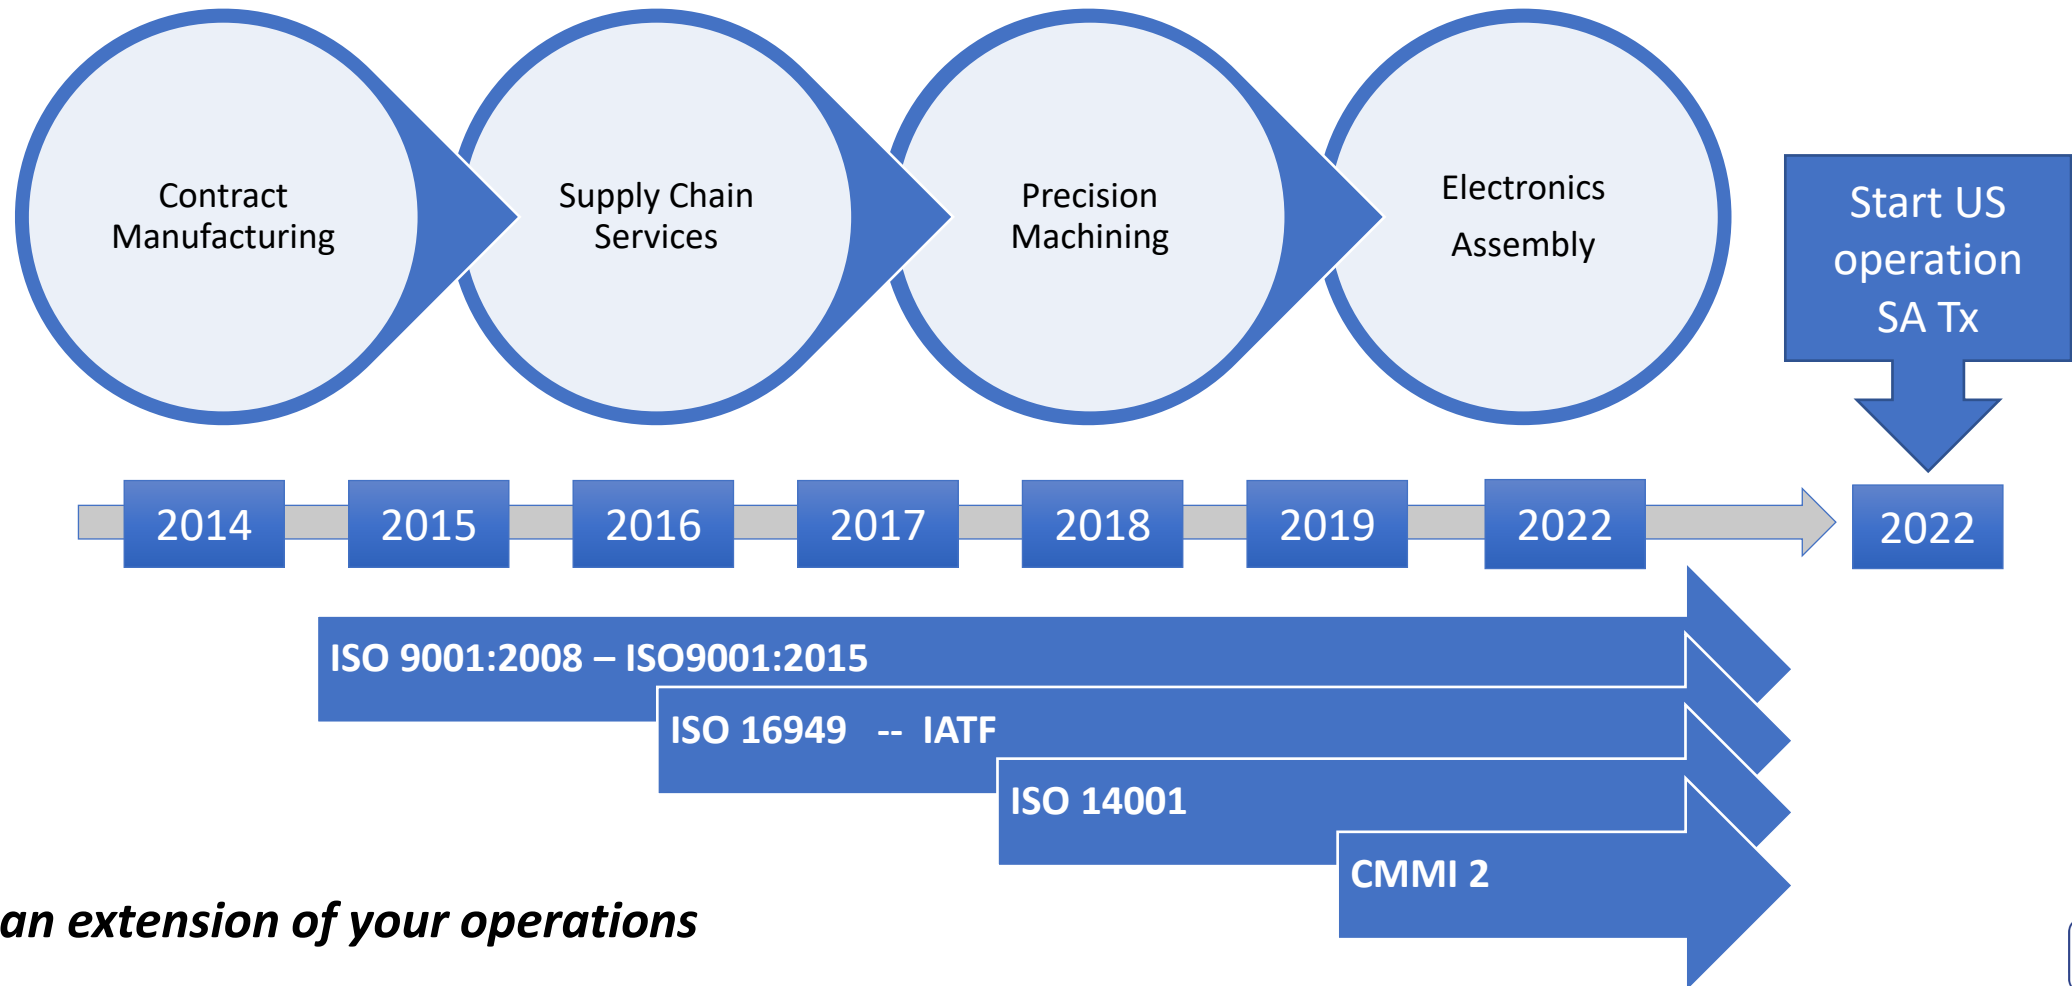 Contract
Manufacturing
Supply Chain
Services
Precision
Machining
Electronics
Assembly
Start US
operation
SA Tx
2014
2015
2016
2017
2018
2019
2022
2022
ISO 9001:2008 – ISO9001:2015
ISO 16949   --  IATF
ISO 14001
CMMI 2
an extension of your operations